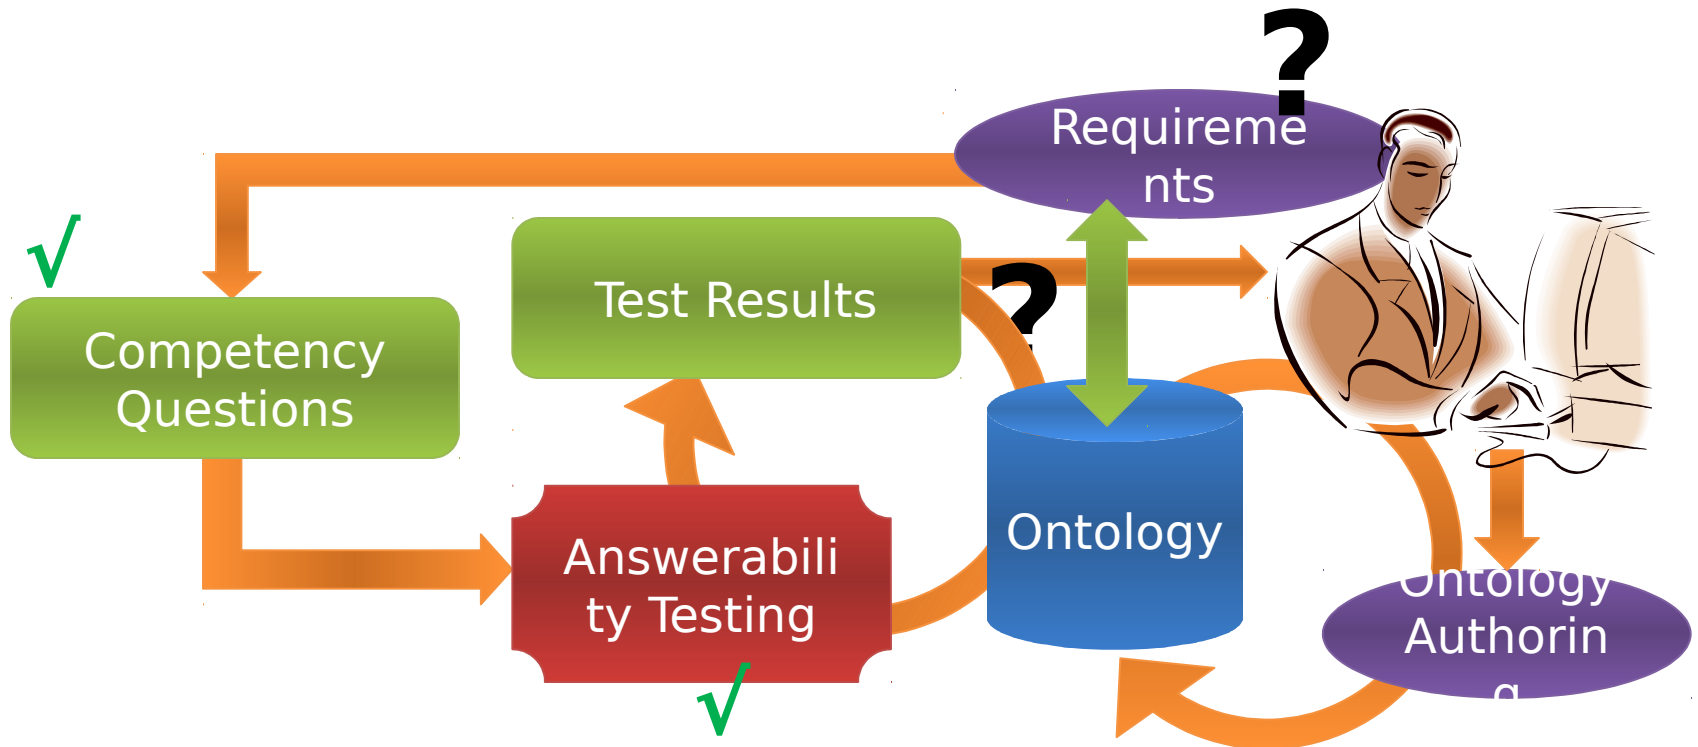 ?
Requireme
nts
√
Test Results
?
Competency
Questions
Ontology
Answerabili
ty Testing
√
Ontology
Authorin
g